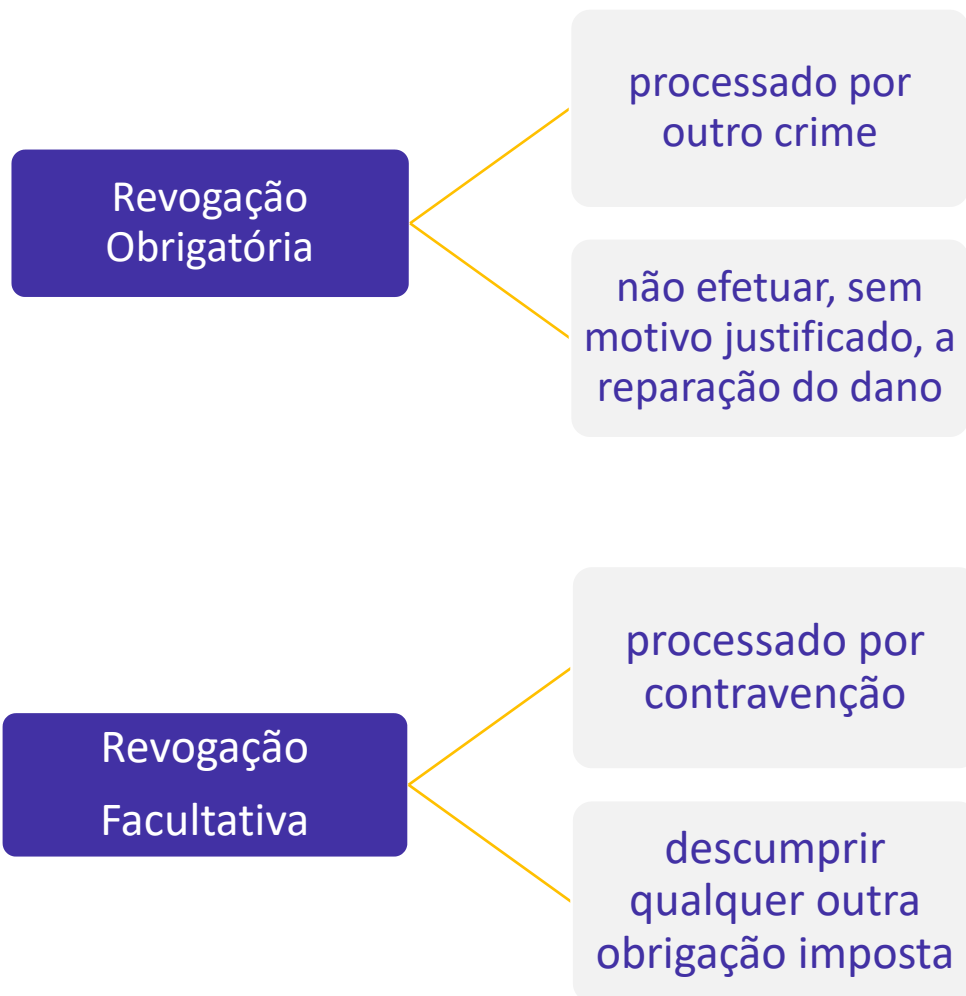 Revogação
Obrigatória
processado por
outro crime
não efetuar, sem
motivo justificado, a
reparação do dano
Revogação
Facultativa
processado por
contravenção
descumprir
qualquer outra
obrigação imposta